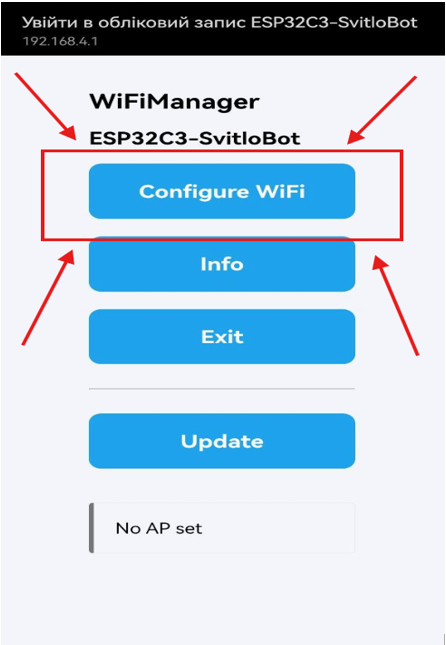 Увійти в обліковий запис ESP32C3-SvitloBot
192.168.4.1
WiFiManager
ESP32C3-SvitloBot
Configure WiFi
Info
Exit
Update
No AP set